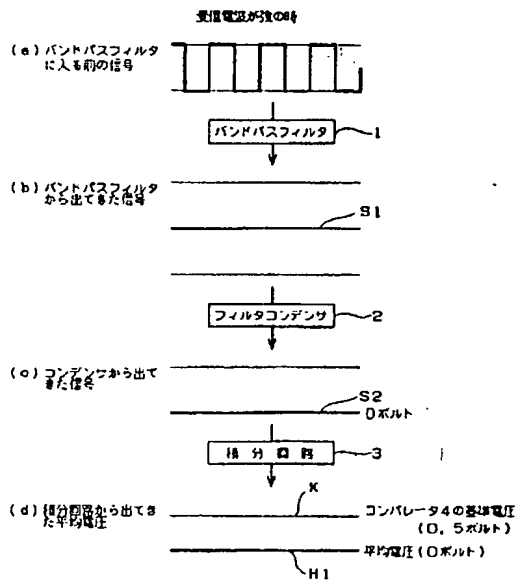 受信電波が強の時
(a) バンドパスフィルタ
に入る前の信号
バンドパスフィルタ
1
(b) バンドパスフィルタ
から出てきた信号
S1
フィルタコンデンサ
2
(c) コンデンサから出て
きた信号
S2
0ボルト
積分回路
3
K
(d) 積分回路から出てき
た平均電圧
コンパレータ4の基準電圧
(0.5ボルト)
平均電圧(0ボルト)
H1